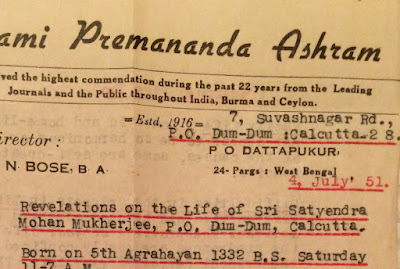 ami Premananda Ashram
ved the highest commendation during the past 22 years from the Leading
Journals and the Public throughout India, Burma and Ceylon.
=Estd. 1916= 7, Suvashnagar Rd.,
P.O. Dum-Dum :Calcutta-28.
Director: P O DATTAPUKUR
N. BOSE, B A. 24- Pargs: West Bengal
4, July' 51.
Revelations on the Life of Sri Satyendra
Mohan Mukherjee, P.O. Dum-Dum, Calcutta.
Born on 5th Agrahayan 1332 B.S. Saturday
11-7 A.M.